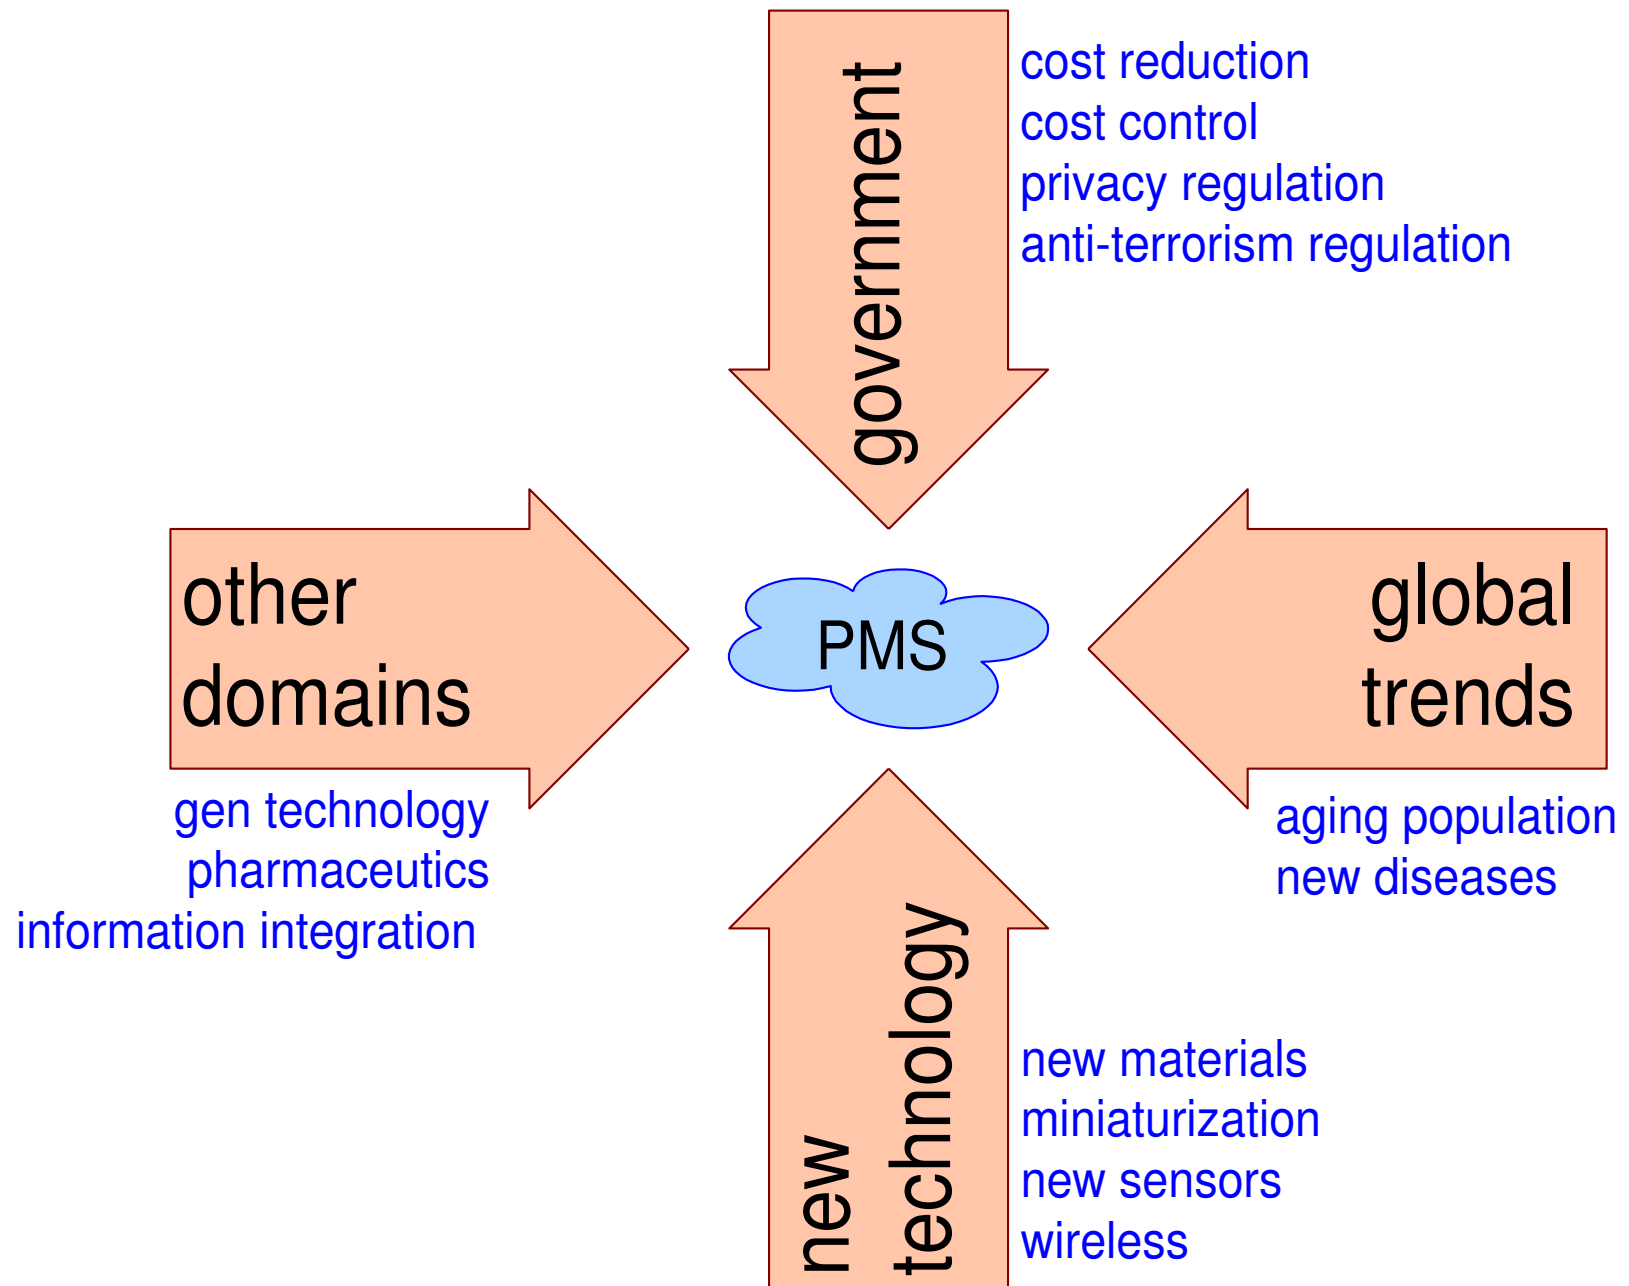 government
cost reduction
cost control
privacy regulation
anti-terrorism regulation
other
domains
gen technology
pharmaceutics
information integration
PMS
global
trends
aging population
new diseases
new
technology
new materials
miniaturization
new sensors
wireless